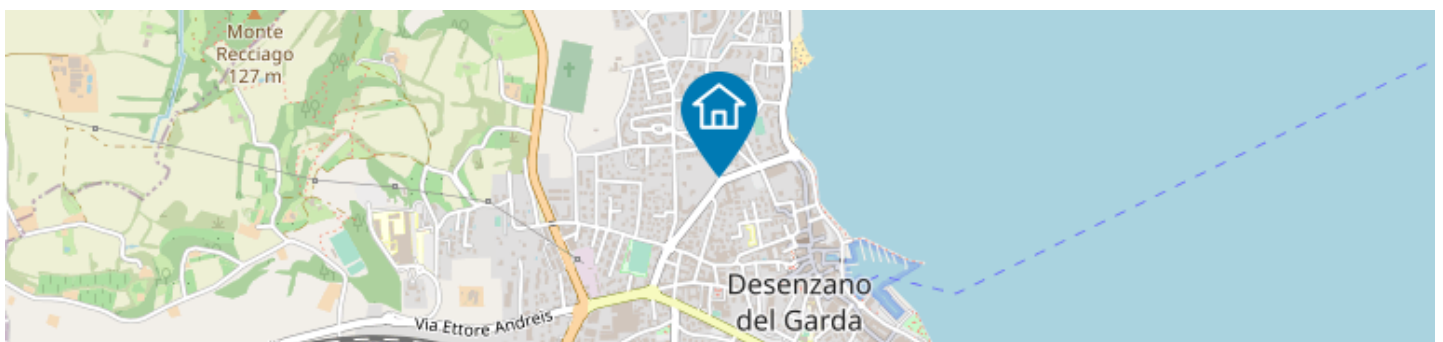 Monte
Recciago
127 m
Desenzano
del Garda
Via Ettore Andreis